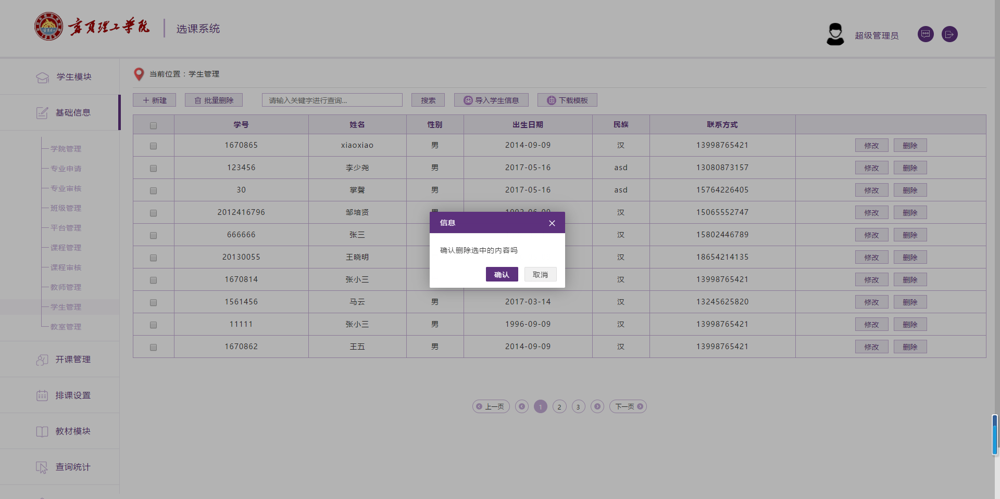 宁夏理工学院 选课系统
超级管理员
学生模块
基础信息
学院管理
专业申请
专业审核
班级管理
平台管理
课程管理
课程审核
教师管理
学生管理
教室管理
开课管理
排课设置
教材模块
查询统计
当前位置：学生管理
新建 批量删除 请输入关键字进行查询... 搜索 导入学生信息 下载模板
学号 姓名 性别 出生日期 民族 联系方式
1670865 xiaoxiao 男 2014-09-09 汉 13998765421 修改 删除
123456 李少尧 男 2017-05-16 asd 13080873157 修改 删除
30 掌馨 男 2017-05-16 asd 15764226405 修改 删除
2012416796 邹培贤 男 汉 15065552747 修改 删除
666666 张三 汉 15802446789 修改 删除
20130055 王晓明 汉 18654214135 修改 删除
1670814 张小三 汉 13998765421 修改 删除
1561456 马云 男 2017-03-14 汉 13245625820 修改 删除
11111 张小三 男 1996-09-09 汉 13998765421 修改 删除
1670862 王五 男 2014-09-09 汉 13998765421 修改 删除
信息
确认删除选中的内容吗
确认 取消
上一页 1 2 3 下一页